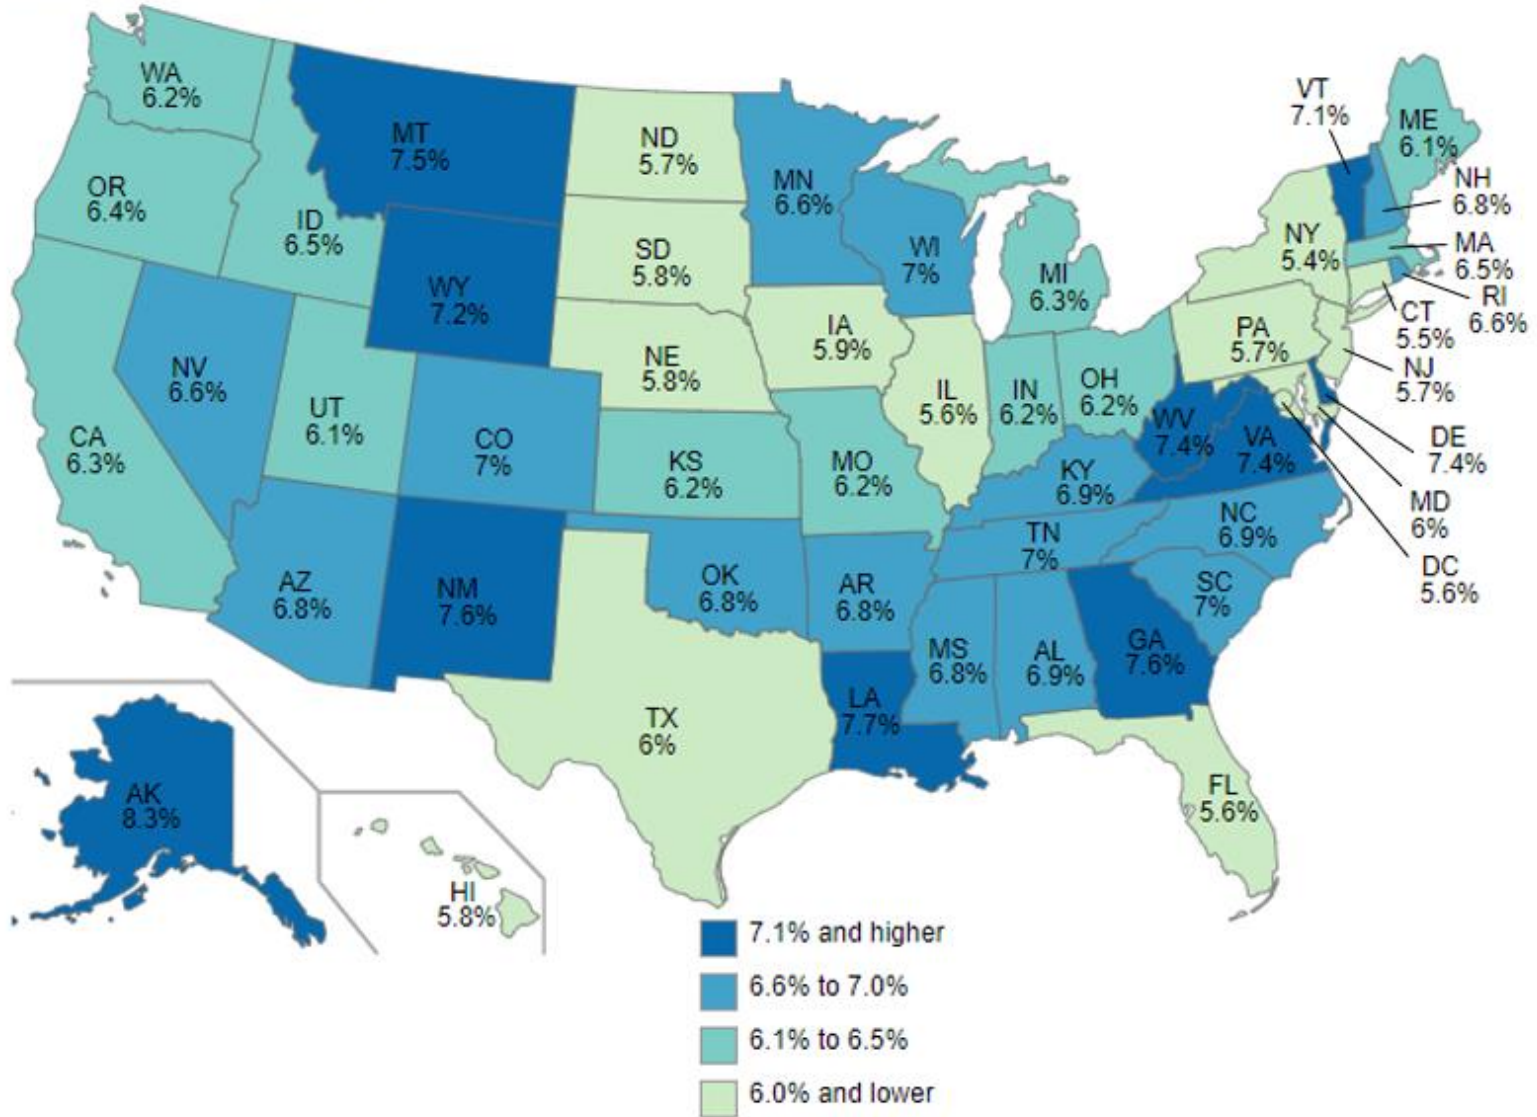 WA
6.2%
MT
7.5%
ND
5.7%
MN
6.6%
VT
7.1%
ME
6.1%
OR
6.4%
ID
6.5%
SD
5.8%
WI
7%
MI
6.3%
NY
5.4%
NH
6.8%
MA
6.5%
RI
6.6%
CT
5.5%
WY
7.2%
NE
5.8%
IA
5.9%
PA
5.7%
NJ
5.7%
NV
6.6%
UT
6.1%
CO
7%
IL
5.6%
IN
6.2%
OH
6.2%
WV
7.4%
VA
7.4%
DE
7.4%
CA
6.3%
KS
6.2%
MO
6.2%
KY
6.9%
MD
6%
NC
6.9%
TN
7%
DC
5.6%
AZ
6.8%
NM
7.6%
OK
6.8%
AR
6.8%
SC
7%
MS
6.8%
AL
6.9%
GA
7.6%
TX
6%
LA
7.7%
FL
5.6%
AK
8.3%
HI
5.8%
7.1% and higher
6.6% to 7.0%
6.1% to 6.5%
6.0% and lower